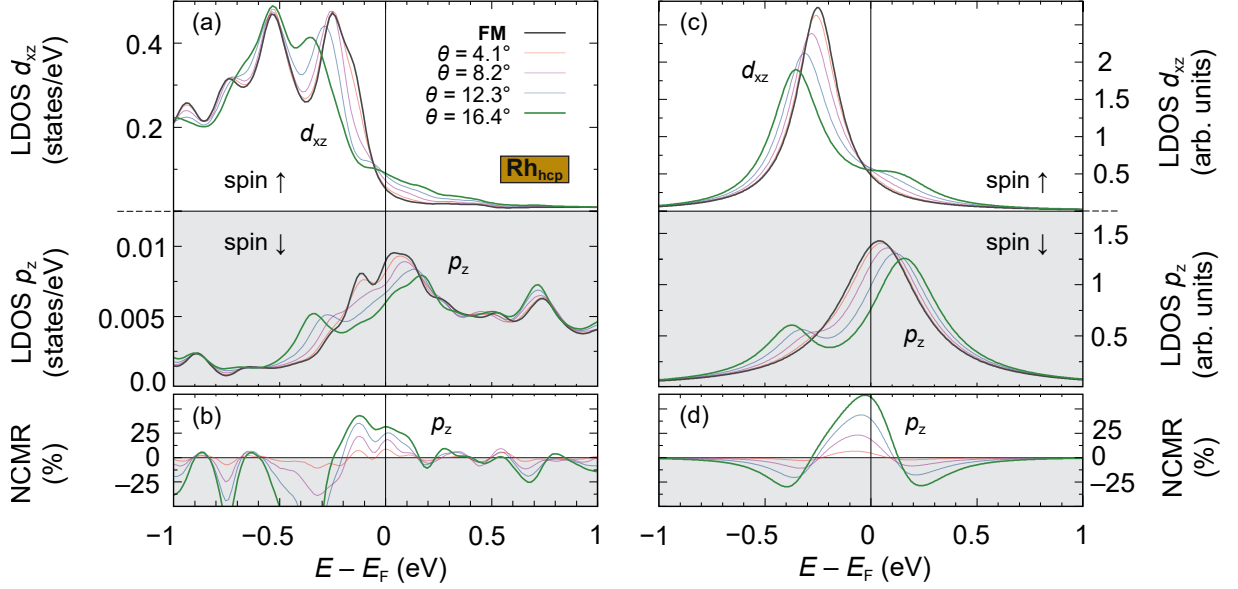 (a)
FM
θ = 4.1°
θ = 8.2°
θ = 12.3°
θ = 16.4°
d_xz
Rh_hcp
spin ↑
0.4
0.2
LDOS d_xz
(states/eV)
spin ↓
p_z
0.01
0.005
0.0
LDOS p_z
(states/eV)
(b)
p_z
25
0
−25
NCMR
(%)
−1
−0.5
0
0.5
1
E − E_F (eV)
(c)
d_xz
spin ↑
2
1.5
1
0.5
LDOS d_xz
(arb. units)
spin ↓
p_z
1.5
1
0.5
LDOS p_z
(arb. units)
(d)
p_z
25
0
−25
NCMR
(%)
−1
−0.5
0
0.5
1
E − E_F (eV)